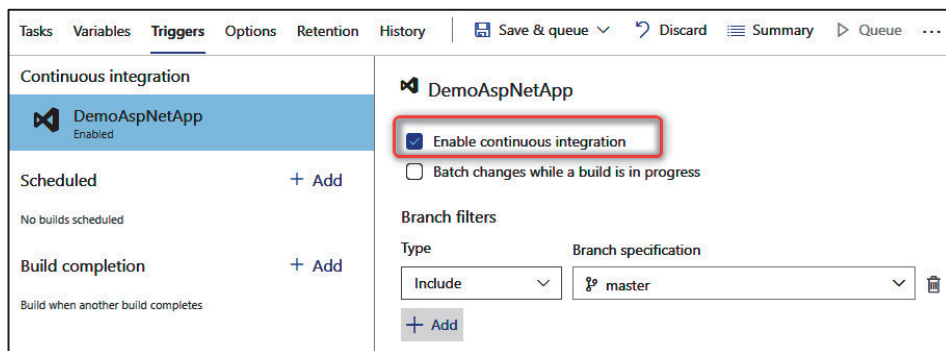 Tasks Variables Triggers Options Retention History Save & queue Discard Summary Queue ...
Continuous integration
DemoAspNetApp
Enabled
Scheduled + Add
No builds scheduled
Build completion + Add
Build when another build completes
DemoAspNetApp
Enable continuous integration
Batch changes while a build is in progress
Branch filters
Type Branch specification
Include master
+ Add